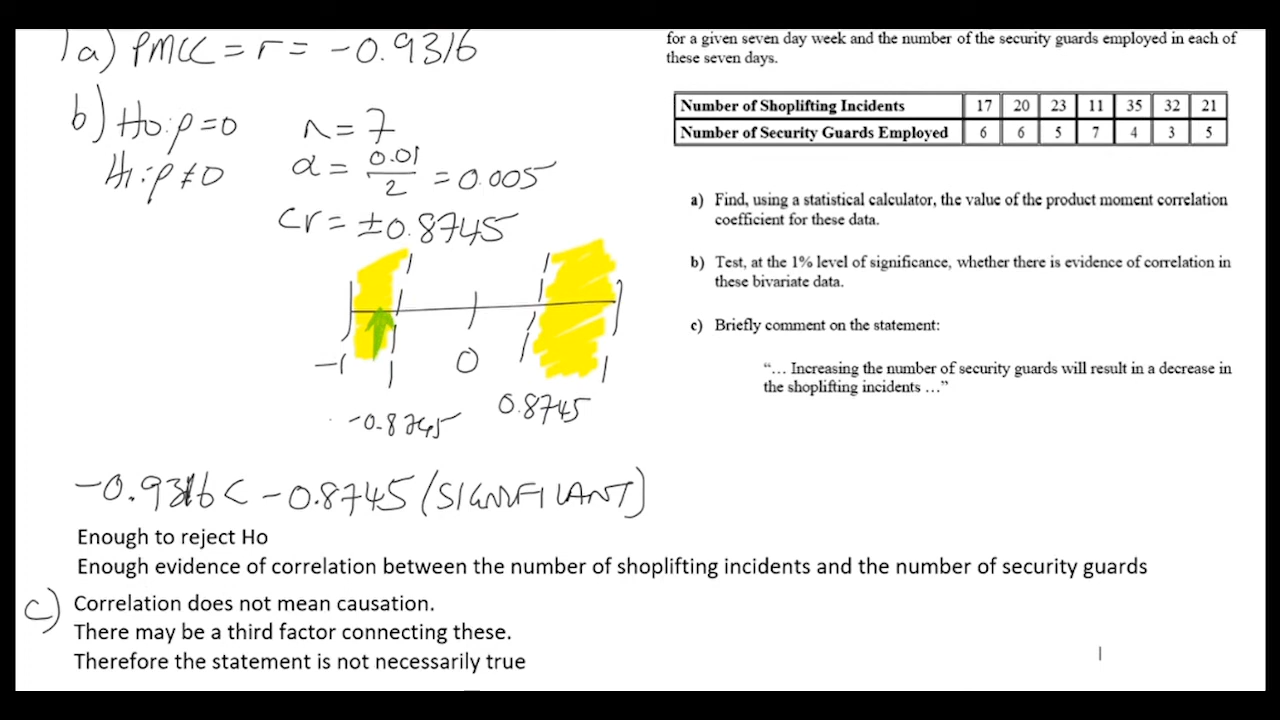 1a) PMCC = r = -0.9316
b) Ho: ρ = 0
H1: ρ ≠ 0
n = 7
α = 0.01/2 = 0.005
Cr = ±0.8745
-1
0
-0.8745
0.8745
-0.9316 < -0.8745 (SIGNIFICANT)
Enough to reject Ho
Enough evidence of correlation between the number of shoplifting incidents and the number of security guards
c) Correlation does not mean causation.
There may be a third factor connecting these.
Therefore the statement is not necessarily true
for a given seven day week and the number of the security guards employed in each of
these seven days.
Number of Shoplifting Incidents 17 20 23 11 35 32 21
Number of Security Guards Employed 6 6 5 7 4 3 5
a) Find, using a statistical calculator, the value of the product moment correlation
coefficient for these data.
b) Test, at the 1% level of significance, whether there is evidence of correlation in
these bivariate data.
c) Briefly comment on the statement:
"... Increasing the number of security guards will result in a decrease in
the shoplifting incidents ..."